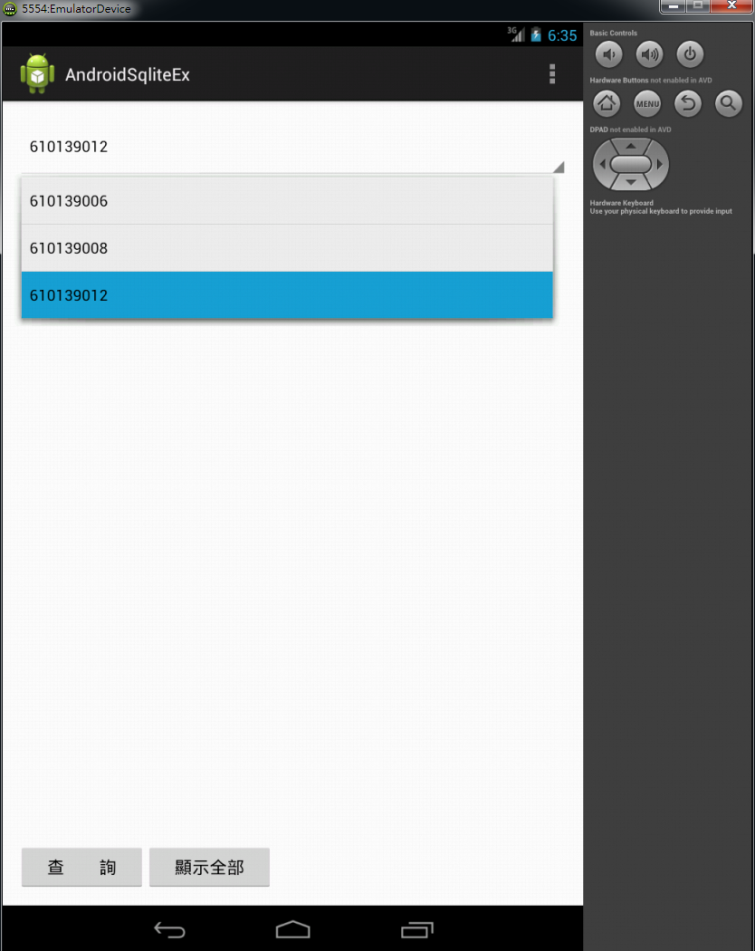 5554:EmulatorDevice
3G 6:35
AndroidSqliteEx
610139012
610139006
610139008
610139012
查 詢 顯示全部
Basic Controls
Hardware Buttons not enabled in AVD
MENU
DPAD not enabled in AVD
Hardware Keyboard
Use your physical keyboard to provide input